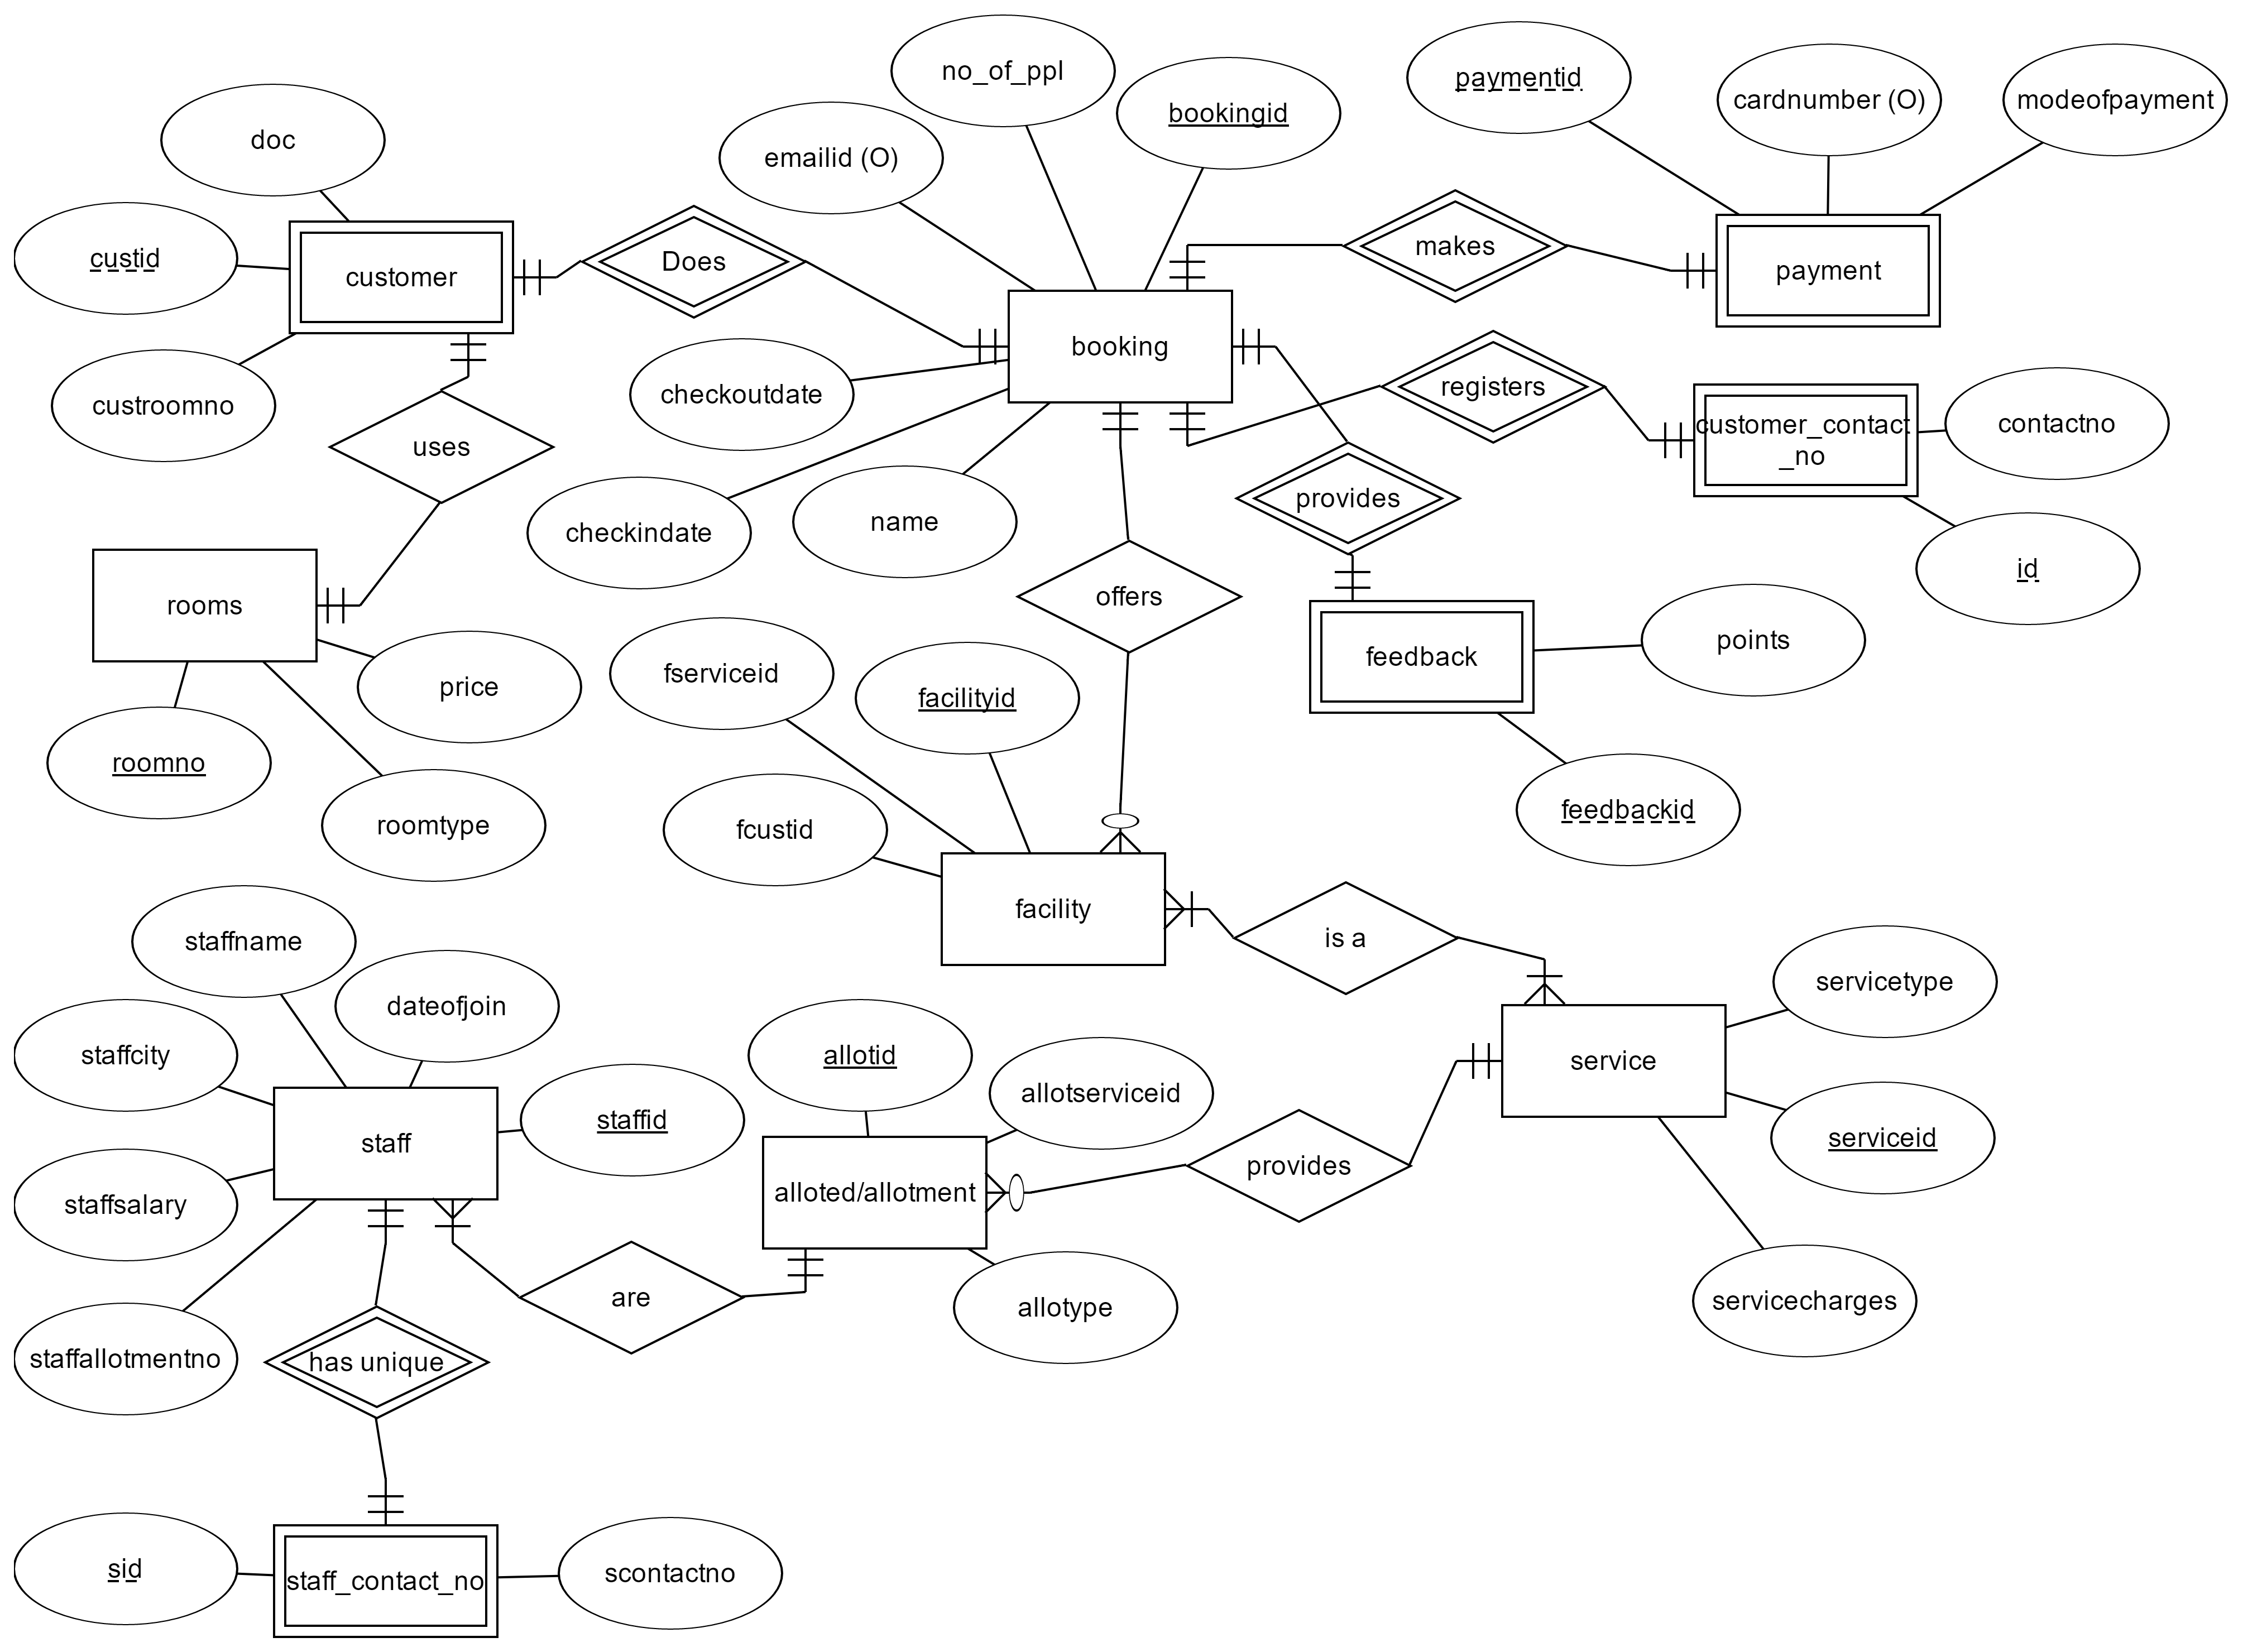 no_of_ppl
paymentid
cardnumber (O)
modeofpayment
bookingid
doc
emailid (O)
custid
customer
Does
makes
payment
booking
checkoutdate
registers
custroomno
customer_contact
_no
contactno
uses
provides
name
checkindate
id
offers
rooms
feedback
points
price
fserviceid
facilityid
roomno
feedbackid
roomtype
fcustid
facility
is a
staffname
dateofjoin
servicetype
staffcity
allotid
service
allotserviceid
staff
staffid
serviceid
provides
alloted/allotment
staffsalary
are
allotype
servicecharges
staffallotmentno
has unique
sid
staff_contact_no
scontactno